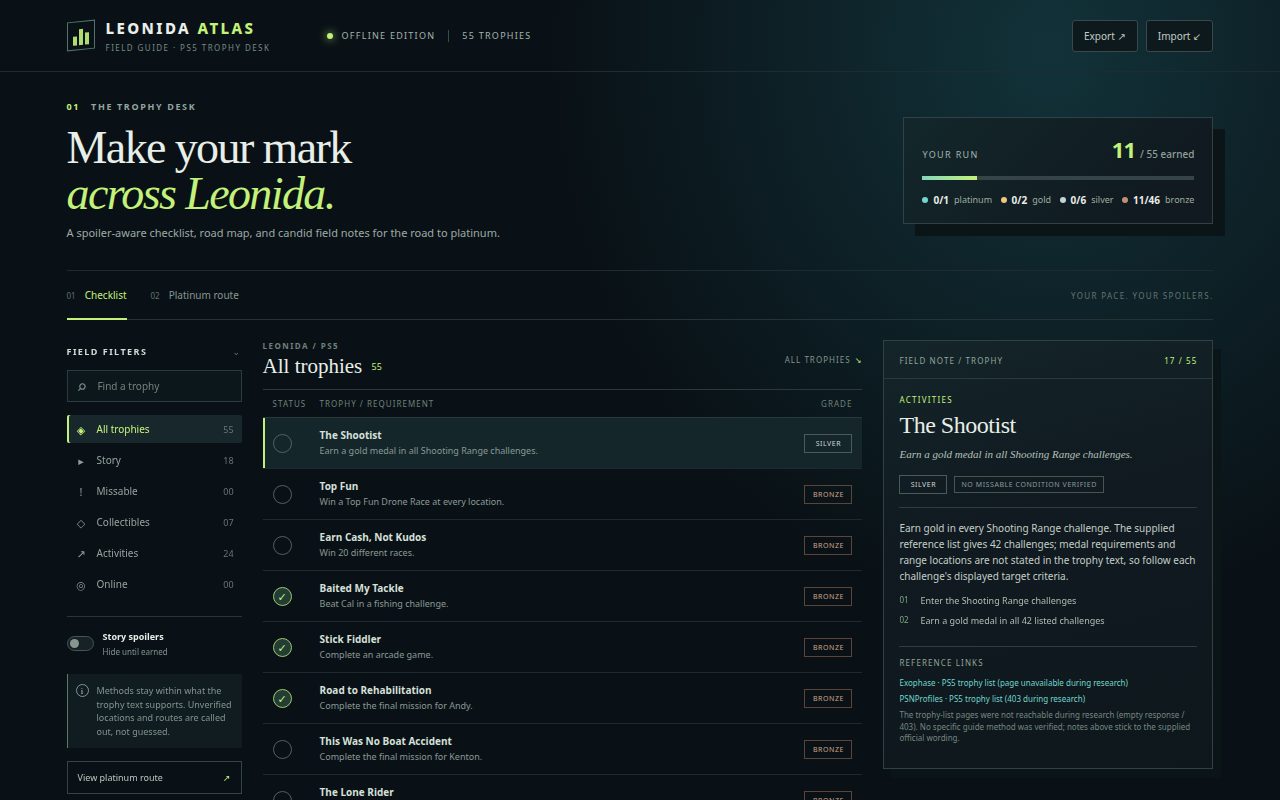 LEONIDA ATLAS
FIELD GUIDE · PS5 TROPHY DESK
OFFLINE EDITION
55 TROPHIES
Export ↗
Import ↙
01 THE TROPHY DESK
Make your mark
across Leonida.
A spoiler-aware checklist, road map, and candid field notes for the road to platinum.
YOUR RUN
11 / 55 earned
0/1 platinum
0/2 gold
0/6 silver
11/46 bronze
01 Checklist
02 Platinum route
YOUR PACE. YOUR SPOILERS.
FIELD FILTERS
Find a trophy
All trophies 55
Story 18
Missable 00
Collectibles 07
Activities 24
Online 00
Story spoilers
Hide until earned
Methods stay within what the
trophy text supports. Unverified
locations and routes are called
out, not guessed.
View platinum route ↗
LEONIDA / PS5
All trophies 55
ALL TROPHIES ↘
STATUS
TROPHY / REQUIREMENT
GRADE
The Shootist
Earn a gold medal in all Shooting Range challenges.
SILVER
Top Fun
Win a Top Fun Drone Race at every location.
BRONZE
Earn Cash, Not Kudos
Win 20 different races.
BRONZE
Baited My Tackle
Beat Cal in a fishing challenge.
BRONZE
Stick Fiddler
Complete an arcade game.
BRONZE
Road to Rehabilitation
Complete the final mission for Andy.
BRONZE
This Was No Boat Accident
Complete the final mission for Kenton.
BRONZE
The Lone Rider
BRONZE
FIELD NOTE / TROPHY
17 / 55
ACTIVITIES
The Shootist
Earn a gold medal in all Shooting Range challenges.
SILVER
NO MISSABLE CONDITION VERIFIED
Earn gold in every Shooting Range challenge. The supplied
reference list gives 42 challenges; medal requirements and
range locations are not stated in the trophy text, so follow each
challenge's displayed target criteria.
01 Enter the Shooting Range challenges
02 Earn a gold medal in all 42 listed challenges
REFERENCE LINKS
Exophase · PS5 trophy list (page unavailable during research)
PSNProfiles · PS5 trophy list (403 during research)
The trophy-list pages were not reachable during research (empty response /
403). No specific guide method was verified; notes above stick to the supplied
official wording.